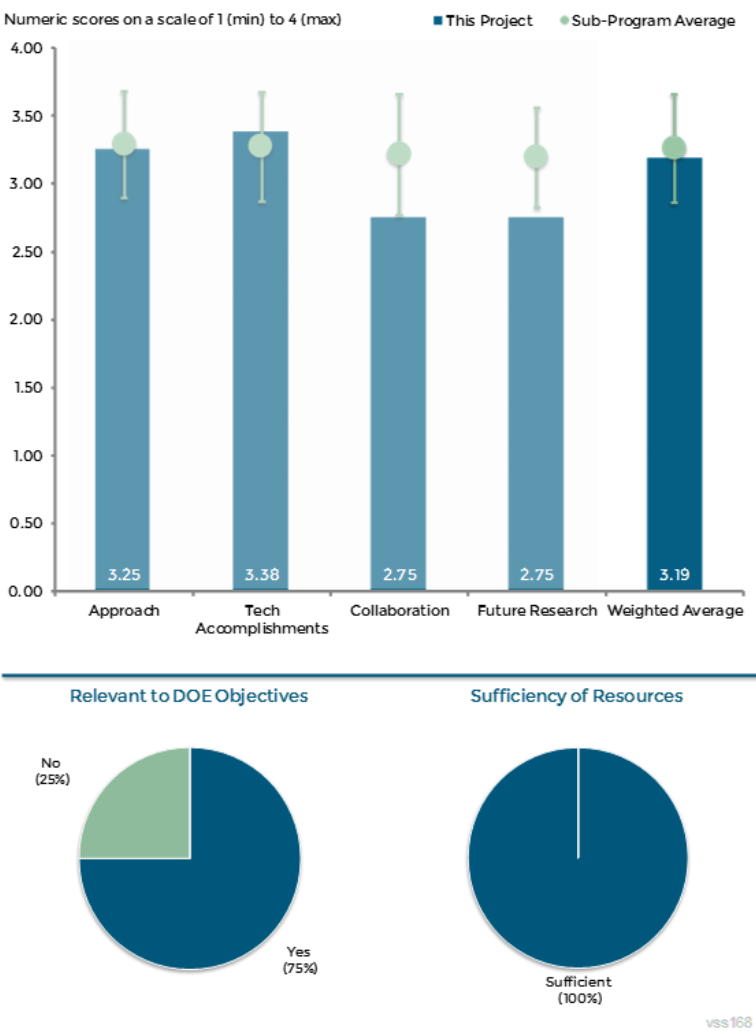 Numeric scores on a scale of 1 (min) to 4 (max)
This Project
Sub-Program Average
4.00
3.50
3.00
2.50
2.00
1.50
1.00
0.50
0.00
3.25
3.38
2.75
2.75
3.19
Approach
Tech
Accomplishments
Collaboration
Future Research
Weighted Average
Relevant to DOE Objectives
Sufficiency of Resources
No
(25%)
Yes
(75%)
Sufficient
(100%)
vss168